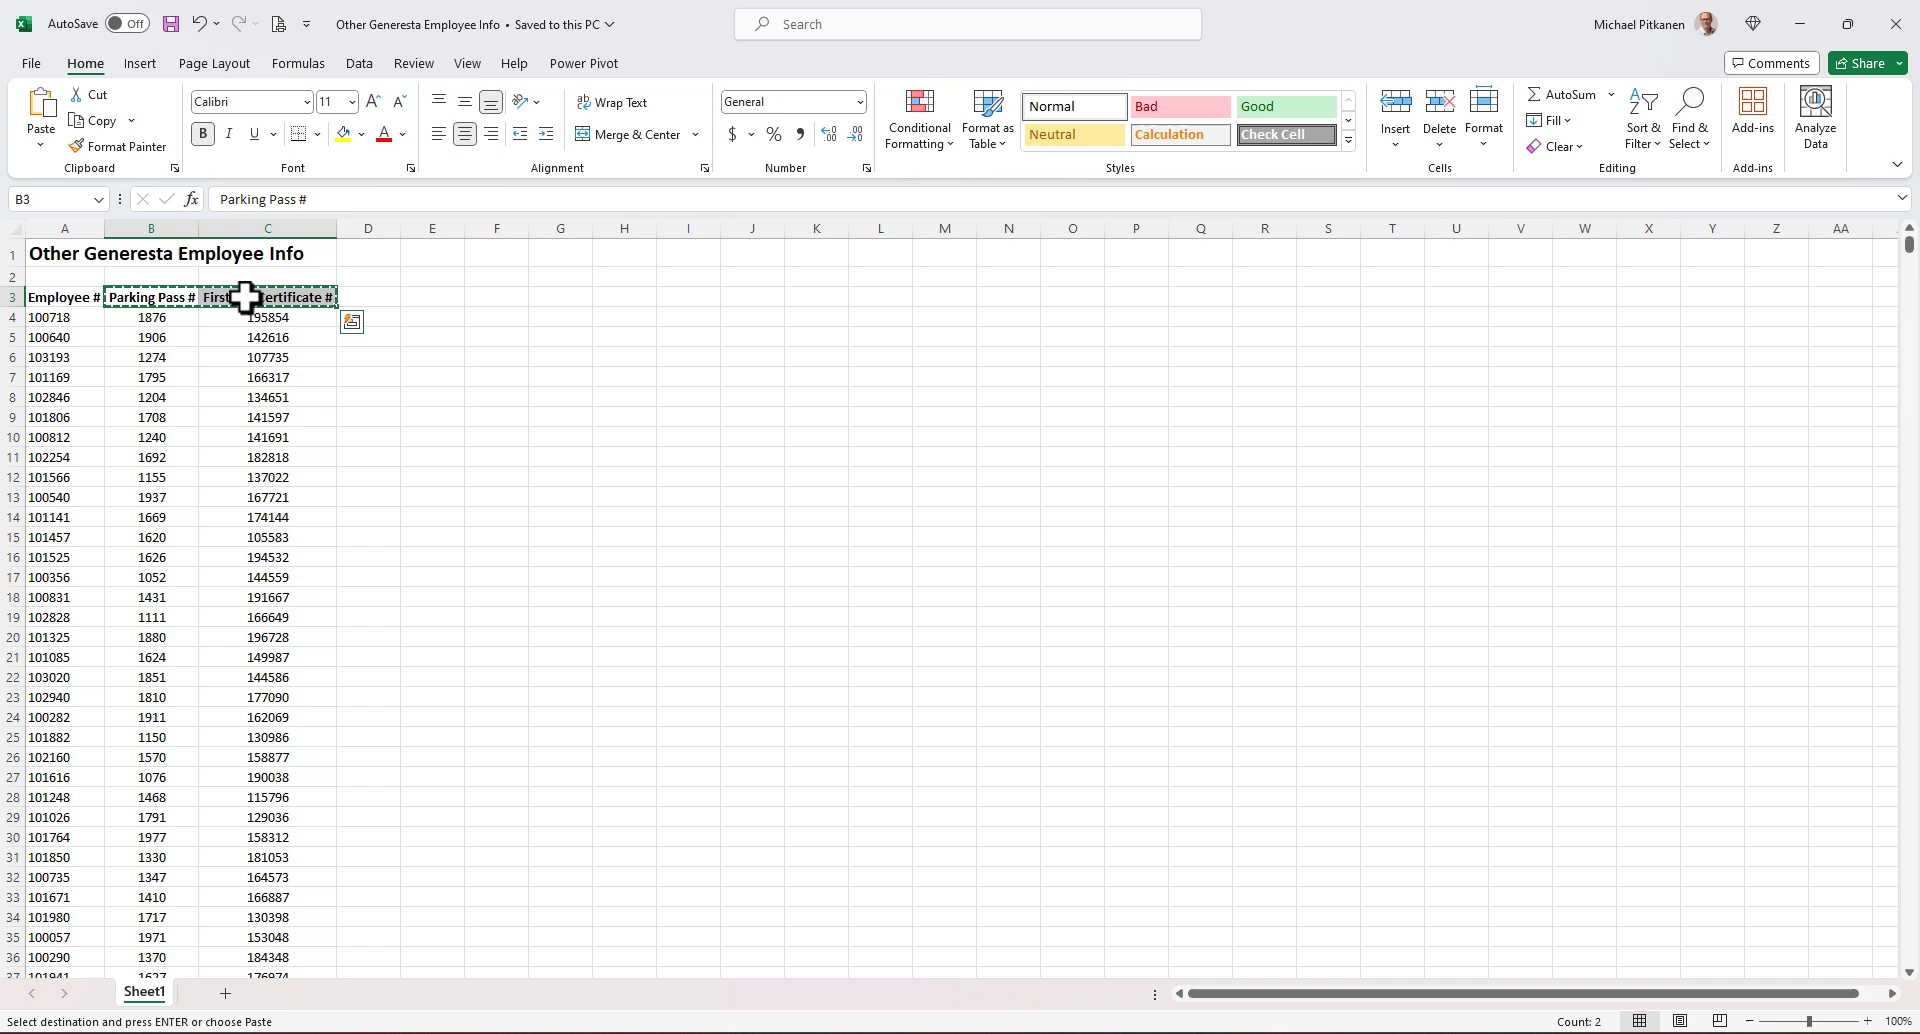 AutoSave Off Other Generesta Employee Info • Saved to this PC Search Michael Pitkanen
File Home Insert Page Layout Formulas Data Review View Help Power Pivot Comments Share
Paste Cut Copy Format Painter Clipboard
Calibri 11 B I U A Font
Wrap Text Merge & Center Alignment
General $ % , Number
Conditional Formatting Format as Table Normal Bad Good Neutral Calculation Check Cell Styles
Insert Delete Format Cells
AutoSum Fill Clear Sort & Filter Find & Select Editing
Add-ins Add-ins
Analyze Data
B3 fx Parking Pass #
A B C D E F G H I J K L M N O P Q R S T U V W X Y Z AA
1 Other Generesta Employee Info
2
3 Employee # Parking Pass # First Certificate #
4 100718 1876 195854
5 100640 1906 142616
6 103193 1274 107735
7 101169 1795 166317
8 102846 1204 134651
9 101806 1708 141597
10 100812 1240 141691
11 102254 1692 182818
12 101566 1155 137022
13 100540 1937 167721
14 101141 1669 174144
15 101457 1620 105583
16 101525 1626 194532
17 100356 1052 144559
18 100831 1431 191667
19 102828 1111 166649
20 101325 1880 196728
21 101085 1624 149987
22 103020 1851 144586
23 102940 1810 177090
24 100282 1911 162069
25 101882 1150 130986
26 102160 1570 158877
27 101616 1076 190038
28 101248 1468 115796
29 101026 1791 129036
30 101764 1977 158312
31 101850 1330 181053
32 100735 1347 164573
33 101671 1410 166887
34 101980 1717 130398
35 100057 1971 153048
36 100290 1370 184348
37 101941 1627 176974
Sheet1
Select destination and press ENTER or choose Paste Count: 2 100%